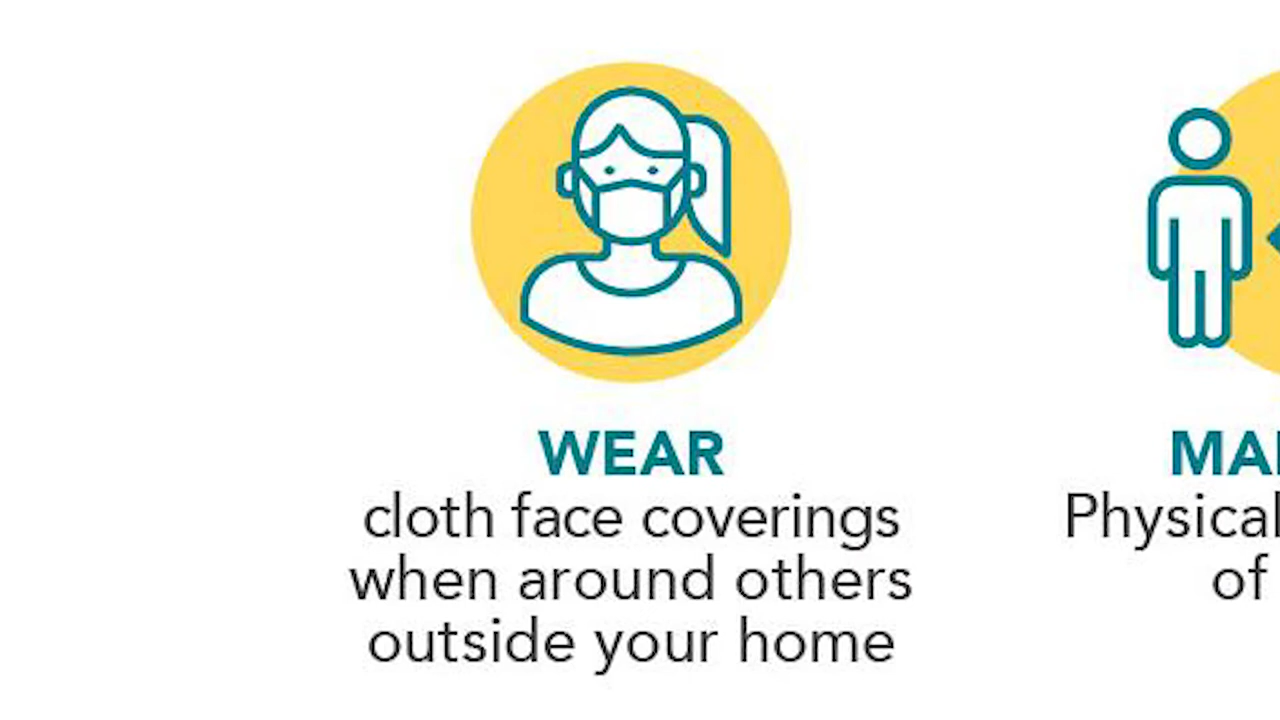 WEAR
cloth face coverings
when around others
outside your home
Physical
of